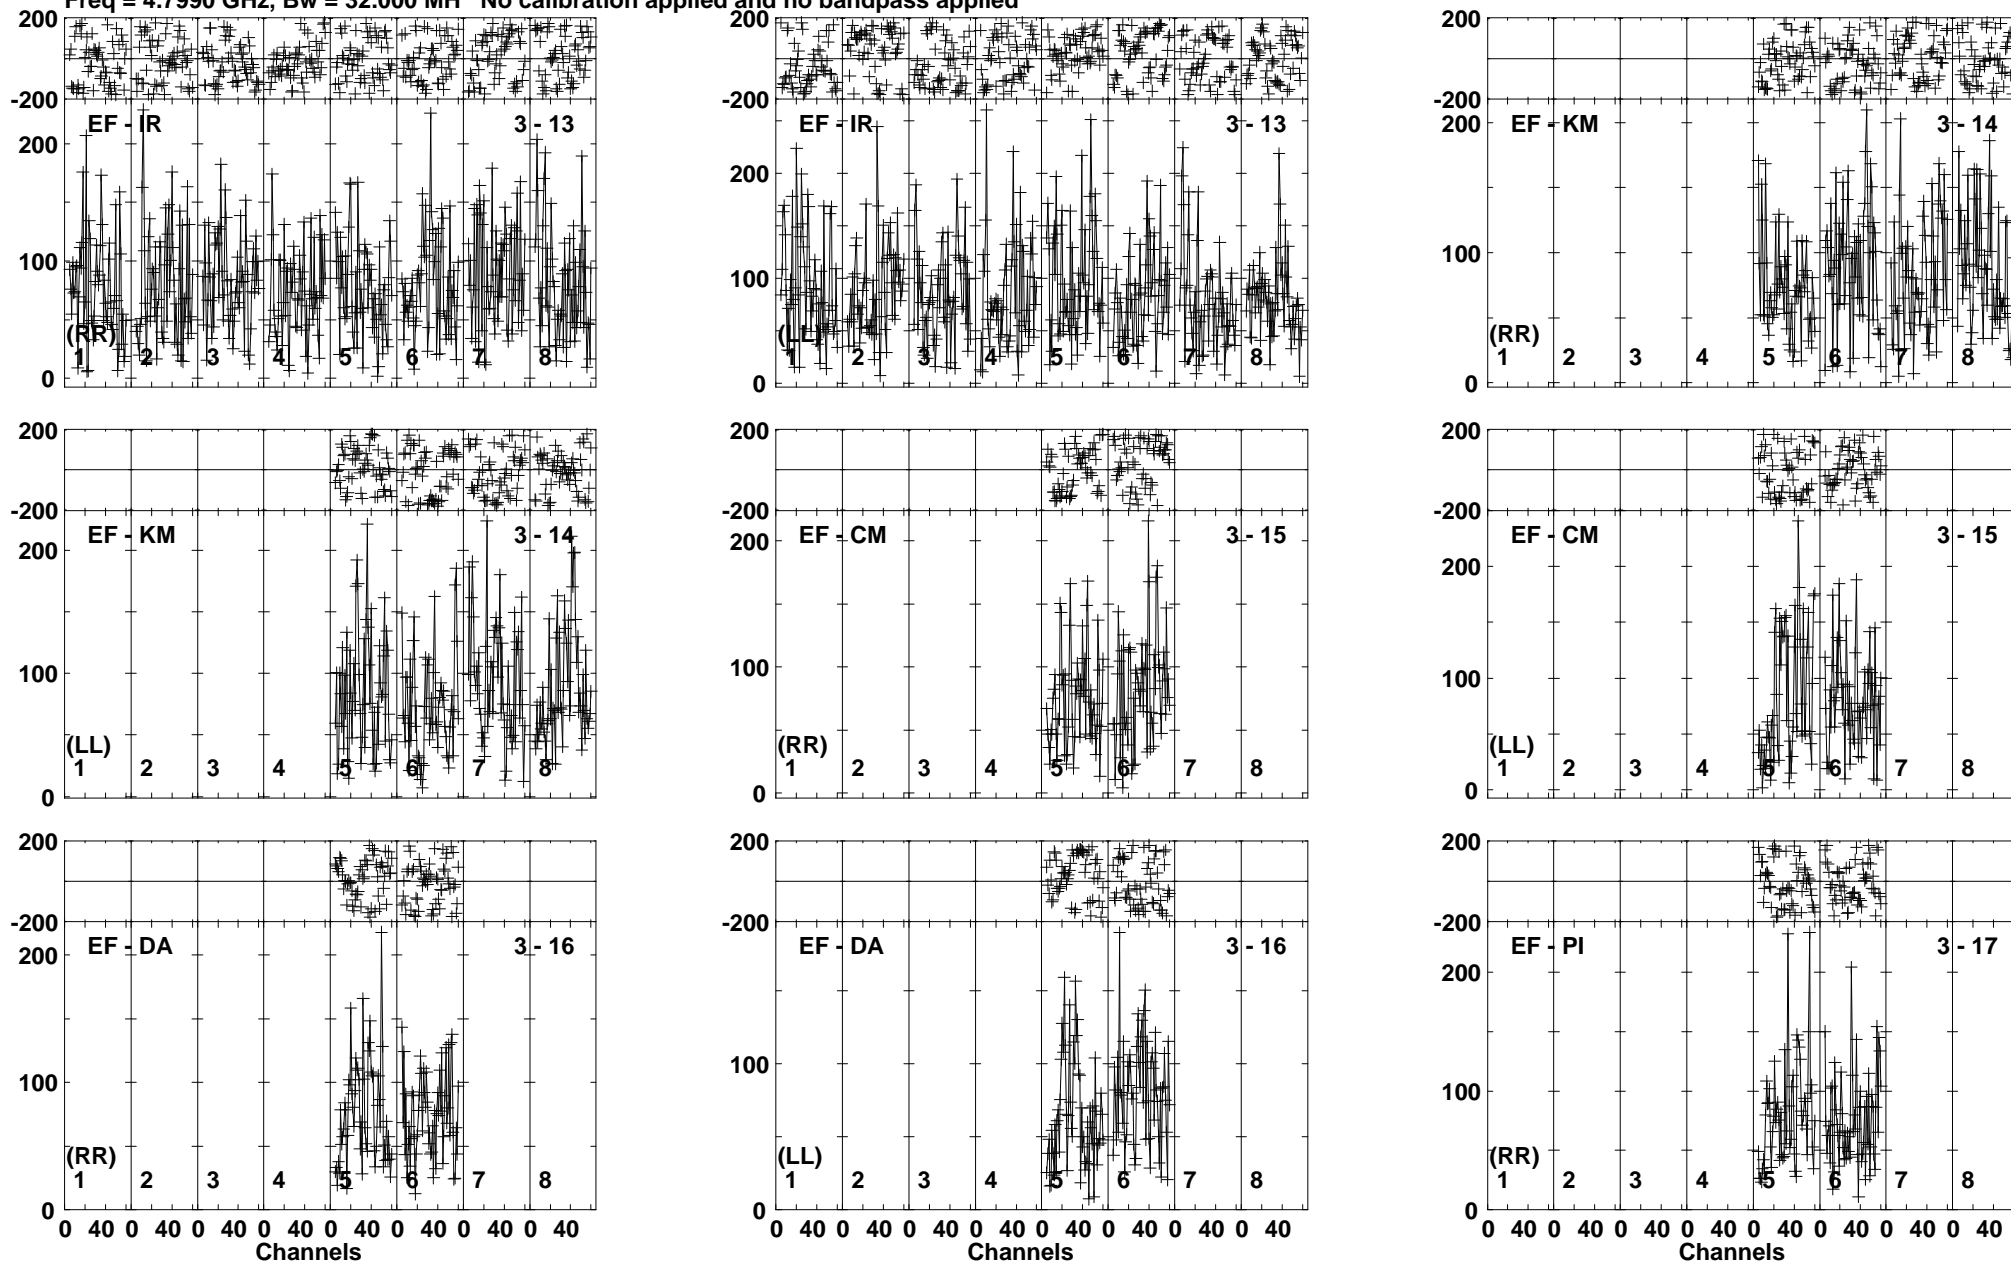 Freq = 4.7990 GHz, Bw = 32.000 MH No calibration applied and no bandpass applied
200 200 200
-200 -200 -200
EF - IR 3 - 13 EF - IR 3 - 13 EF - KM 3 - 14
200 200 200
100 100 100
(RR) (LL) (RR)
1 2 3 4 5 6 7 8 1 2 3 4 5 6 7 8 1 2 3 4 5 6 7 8
0 0 0
200 200 200
-200 -200 -200
EF - KM 3 - 14 EF - CM 3 - 15 EF - CM 3 - 15
200 200 200
100 100 100
(LL) (RR) (LL)
1 2 3 4 5 6 7 8 1 2 3 4 5 6 7 8 1 2 3 4 5 6 7 8
0 0 0
200 200 200
-200 -200 -200
EF - DA 3 - 16 EF - DA 3 - 16 EF - PI 3 - 17
200 200
100 100 100
(RR) (LL) (RR)
1 2 3 4 5 6 7 8 1 2 3 4 5 6 7 8 1 2 3 4 5 6 7 8
0 0 0
0 40 0 40 0 40 0 40 0 40 0 40 0 40 0 40 0 40 0 40 0 40 0 40 0 40 0 40 0 40 0 40 0 40 0 40 0 40 0 40 0 40 0 40 0 40 0 40
Channels Channels Channels